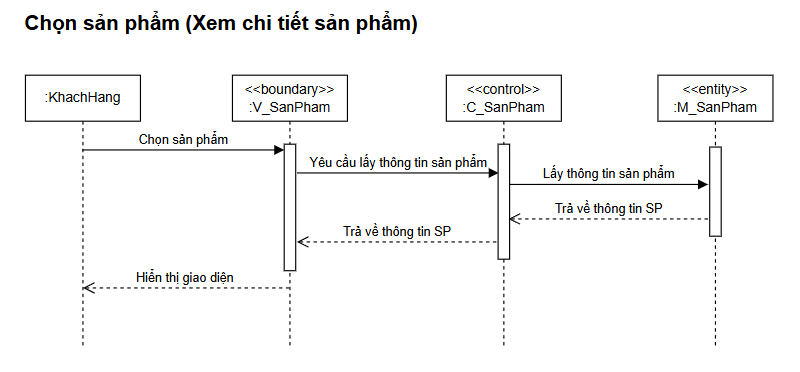 Chọn sản phẩm (Xem chi tiết sản phẩm)
:KhachHang
<<boundary>>
:V_SanPham
<<control>>
:C_SanPham
<<entity>>
:M_SanPham
Chọn sản phẩm
Yêu cầu lấy thông tin sản phẩm
Lấy thông tin sản phẩm
Trả về thông tin SP
Trả về thông tin SP
Hiển thị giao diện